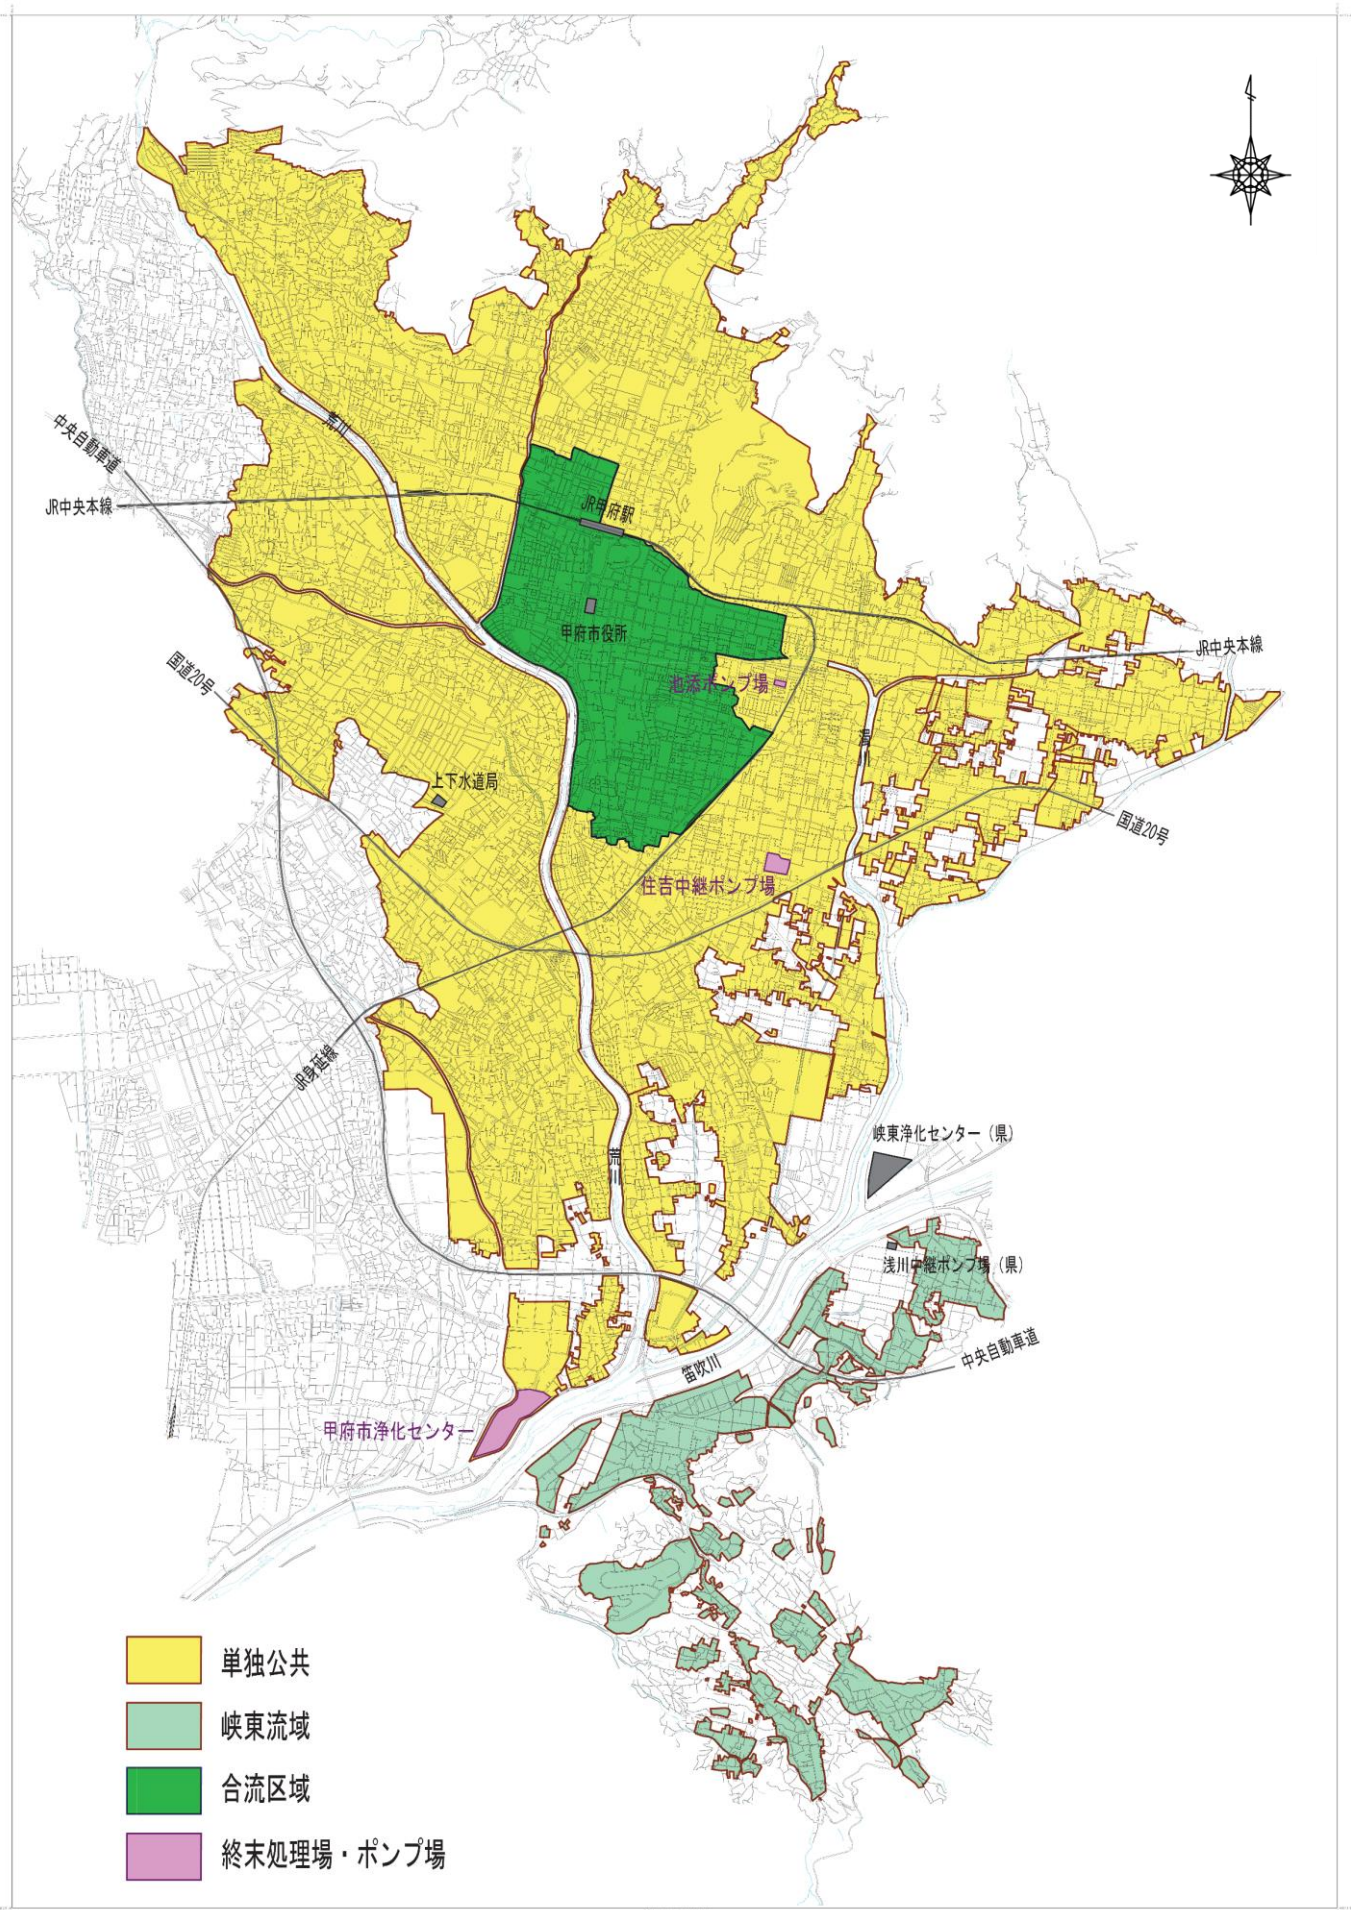 荒川
中央自動車道
JR中央本線
JR甲府駅
甲府市役所
JR中央本線
国道20号
池添ポンプ場
濁川
上下水道局
国道20号
住吉中継ポンプ場
JR身延線
峡東浄化センター（県）
荒川
浅川中継ポンプ場（県）
中央自動車道
笛吹川
甲府市浄化センター
単独公共
峡東流域
合流区域
終末処理場・ポンプ場